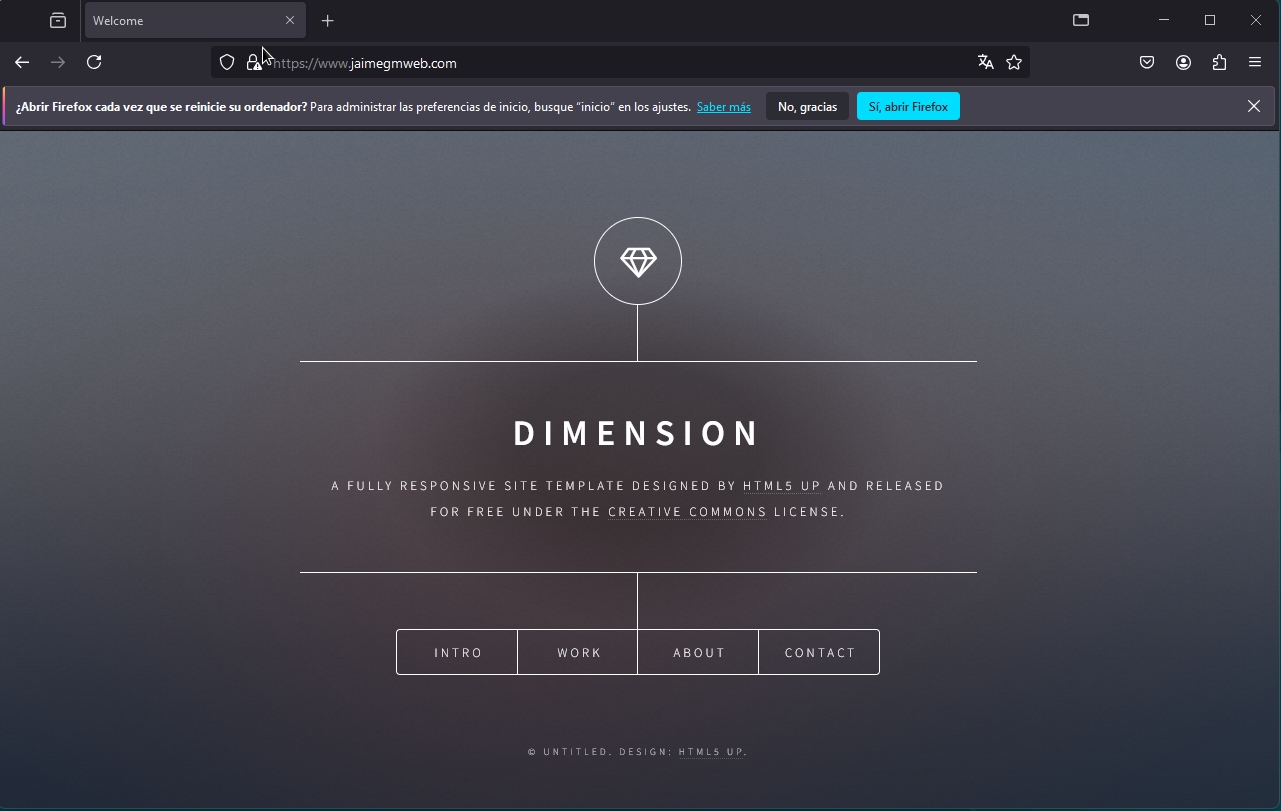 Welcome
https://www.jaimegmweb.com
¿Abrir Firefox cada vez que se reinicie su ordenador? Para administrar las preferencias de inicio, busque “inicio” en los ajustes. Saber más No, gracias Sí, abrir Firefox
DIMENSION
A FULLY RESPONSIVE SITE TEMPLATE DESIGNED BY HTML5 UP AND RELEASED
FOR FREE UNDER THE CREATIVE COMMONS LICENSE.
INTRO WORK ABOUT CONTACT
© UNTITLED. DESIGN: HTML5 UP.